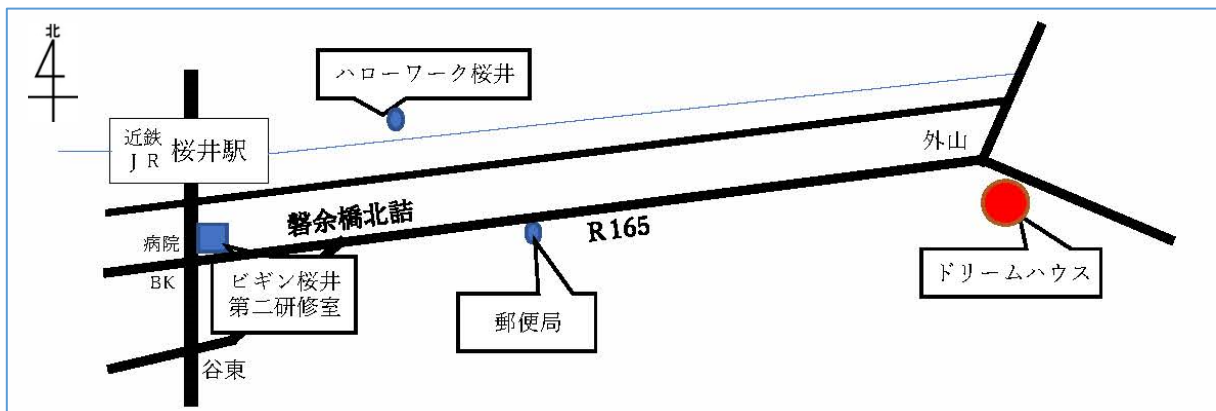 北
ハローワーク桜井
近鉄
ＪＲ
桜井駅
外山
磐余橋北詰
R165
病院
BK
ビギン桜井
第二研修室
郵便局
ドリームハウス
谷東